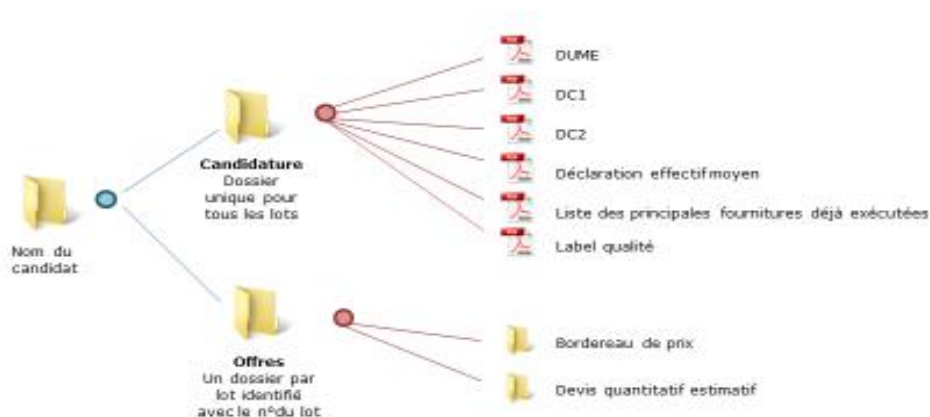 Nom du
candidat
Candidature
Dossier
unique pour
tous les lots
DUME
DC1
DC2
Déclaration effectif moyen
Liste des principales fournitures déjà exécutées
Label qualité
Offres
Un dossier par
lot identifié
avec le n°du lot
Bordereau de prix
Devis quantitatif estimatif